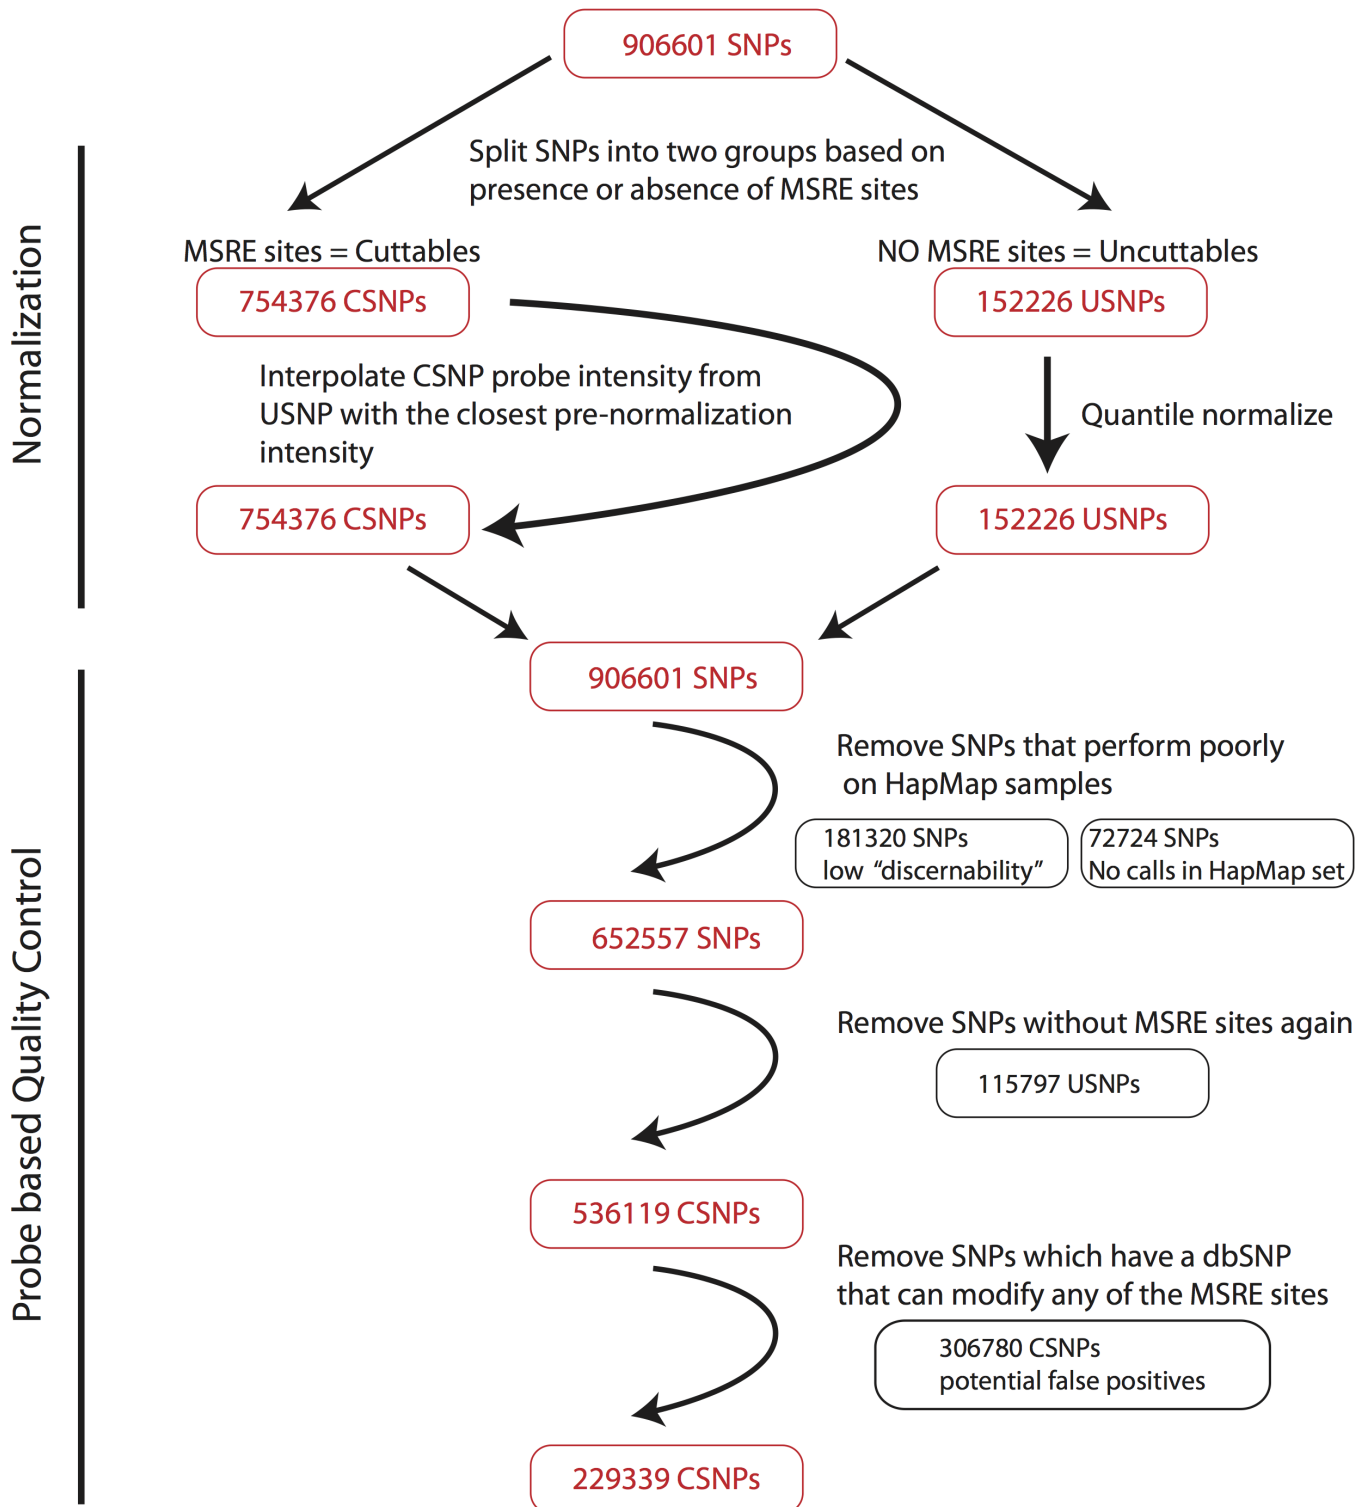 906601 SNPs
Split SNPs into two groups based on
presence or absence of MSRE sites
Normalization
MSRE sites = Cuttables
NO MSRE sites = Uncuttables
754376 CSNPs
152226 USNPs
Interpolate CSNP probe intensity from
USNP with the closest pre-normalization
intensity
Quantile normalize
754376 CSNPs
152226 USNPs
906601 SNPs
Probe based Quality Control
Remove SNPs that perform poorly
on HapMap samples
181320 SNPs
low “discernability”
72724 SNPs
No calls in HapMap set
652557 SNPs
Remove SNPs without MSRE sites again
115797 USNPs
536119 CSNPs
Remove SNPs which have a dbSNP
that can modify any of the MSRE sites
306780 CSNPs
potential false positives
229339 CSNPs